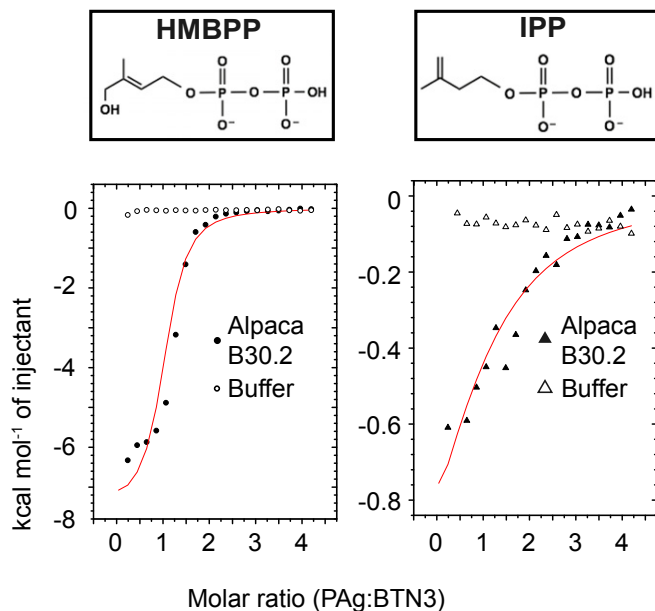 HMBPP
IPP
O O
O P O P OH
OH
O⁻ O⁻
O O
O P O P OH
O⁻ O⁻
0
-2
-4
-6
-8
Alpaca
B30.2
Buffer
0 1 2 3 4
-0
-0.2
-0.4
-0.6
-0.8
Alpaca
B30.2
Buffer
0 1 2 3 4
kcal mol⁻¹ of injectant
Molar ratio (PAg:BTN3)